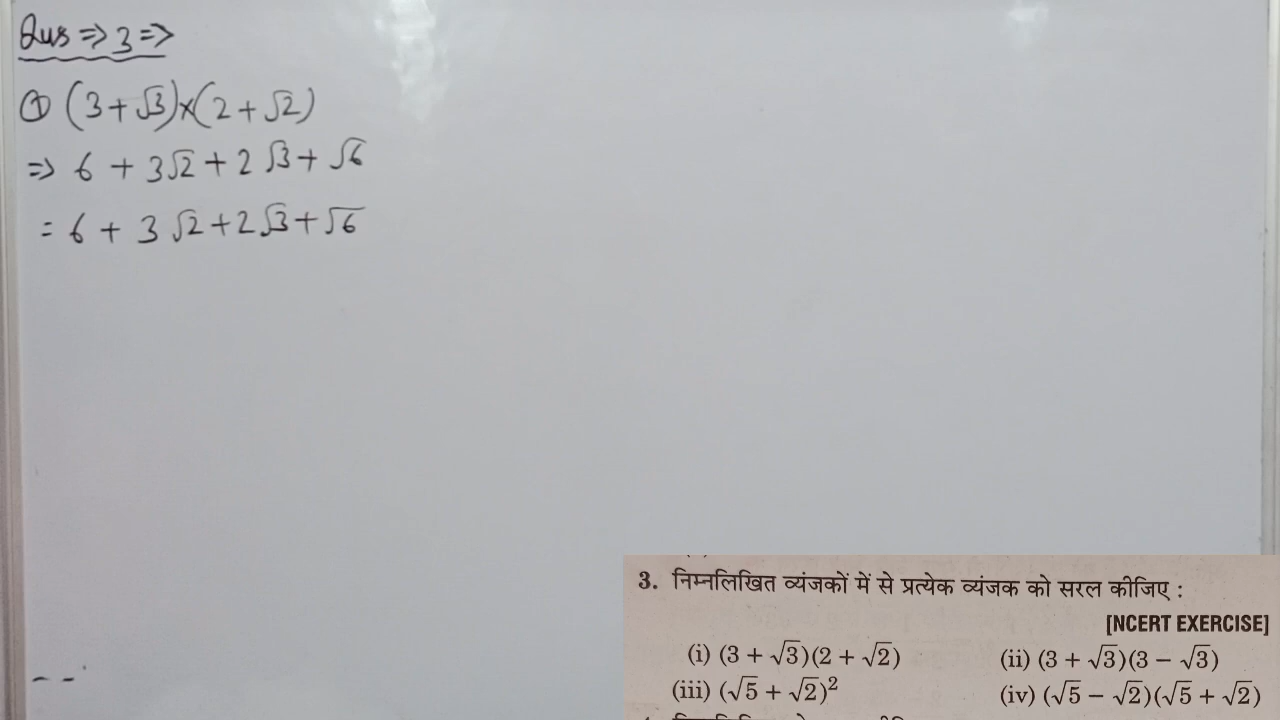 Qus ⇒ 3 ⇒
① (3 + √3)×(2 + √2)
⇒ 6 + 3√2 + 2√3 + √6
= 6 + 3√2 + 2√3 + √6
3. निम्नलिखित व्यंजकों में से प्रत्येक व्यंजक को सरल कीजिए :
[NCERT EXERCISE]
(i) (3 + √3)(2 + √2) (ii) (3 + √3)(3 − √3)
(iii) (√5 + √2)² (iv) (√5 − √2)(√5 + √2)